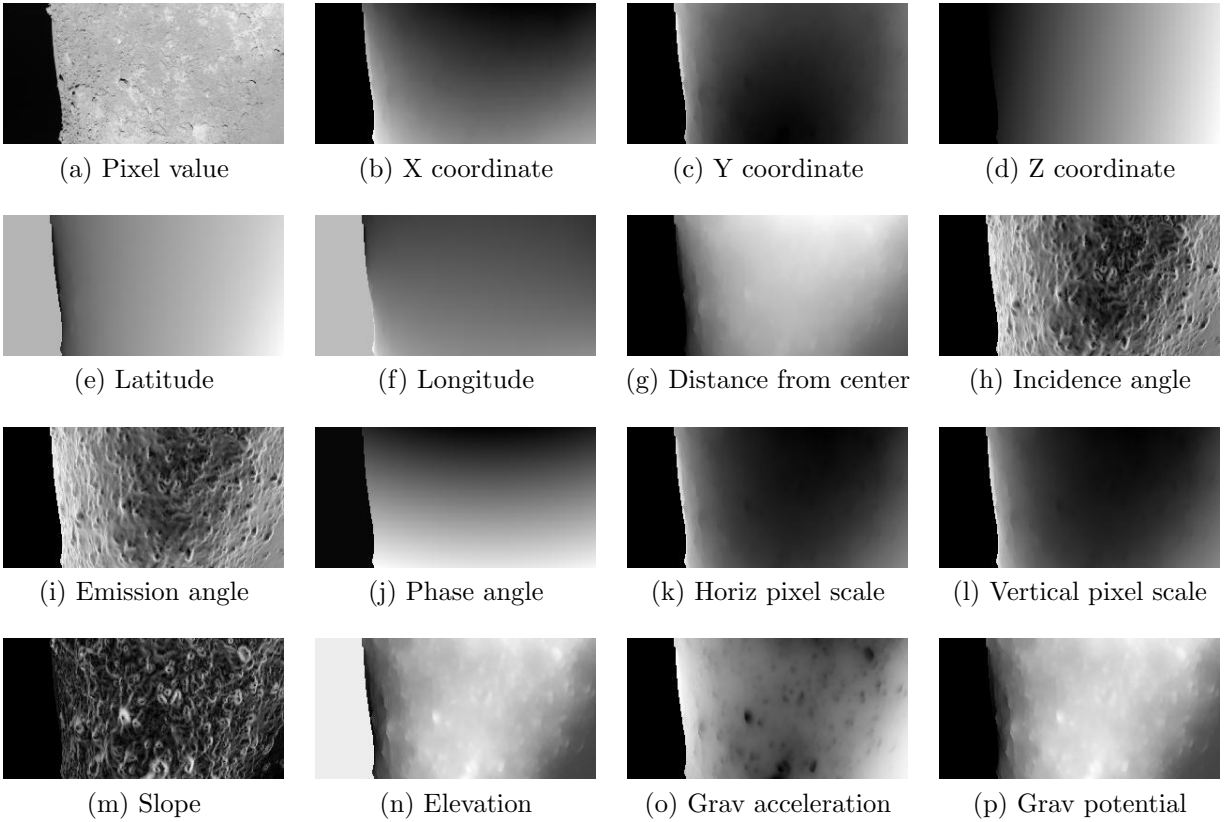 (a) Pixel value
(b) X coordinate
(c) Y coordinate
(d) Z coordinate
(e) Latitude
(f) Longitude
(g) Distance from center
(h) Incidence angle
(i) Emission angle
(j) Phase angle
(k) Horiz pixel scale
(l) Vertical pixel scale
(m) Slope
(n) Elevation
(o) Grav acceleration
(p) Grav potential